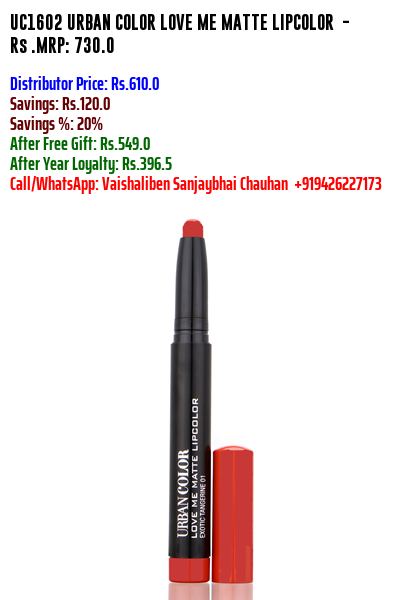 UC1602 URBAN COLOR LOVE ME MATTE LIPCOLOR -
Rs .MRP: 730.0
Distributor Price: Rs.610.0
Savings: Rs.120.0
Savings %: 20%
After Free Gift: Rs.549.0
After Year Loyalty: Rs.396.5
Call/WhatsApp: Vaishaliben Sanjaybhai Chauhan +919426227173
URBAN COLOR
LOVE ME MATTE LIPCOLOR
EXOTIC TANGERINE 01